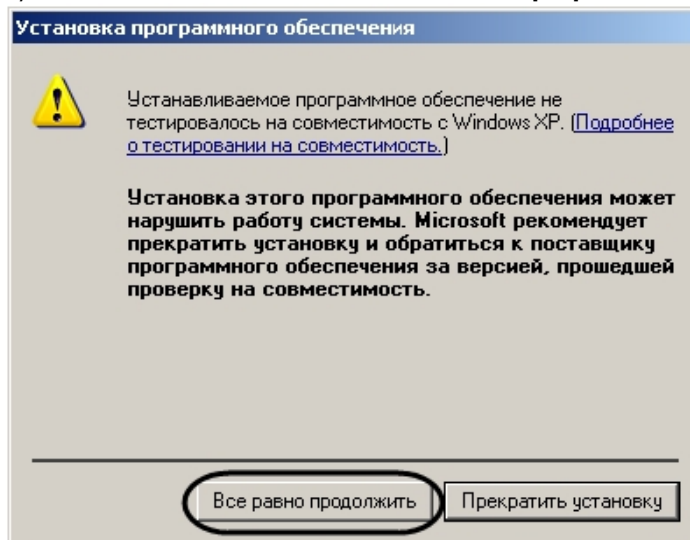 Установка программного обеспечения
Устанавливаемое программное обеспечение не
тестировалось на совместимость с Windows XP. (Подробнее
о тестировании на совместимость.)
Установка этого программного обеспечения может
нарушить работу системы. Microsoft рекомендует
прекратить установку и обратиться к поставщику
программного обеспечения за версией, прошедшей
проверку на совместимость.
Все равно продолжить
Прекратить установку